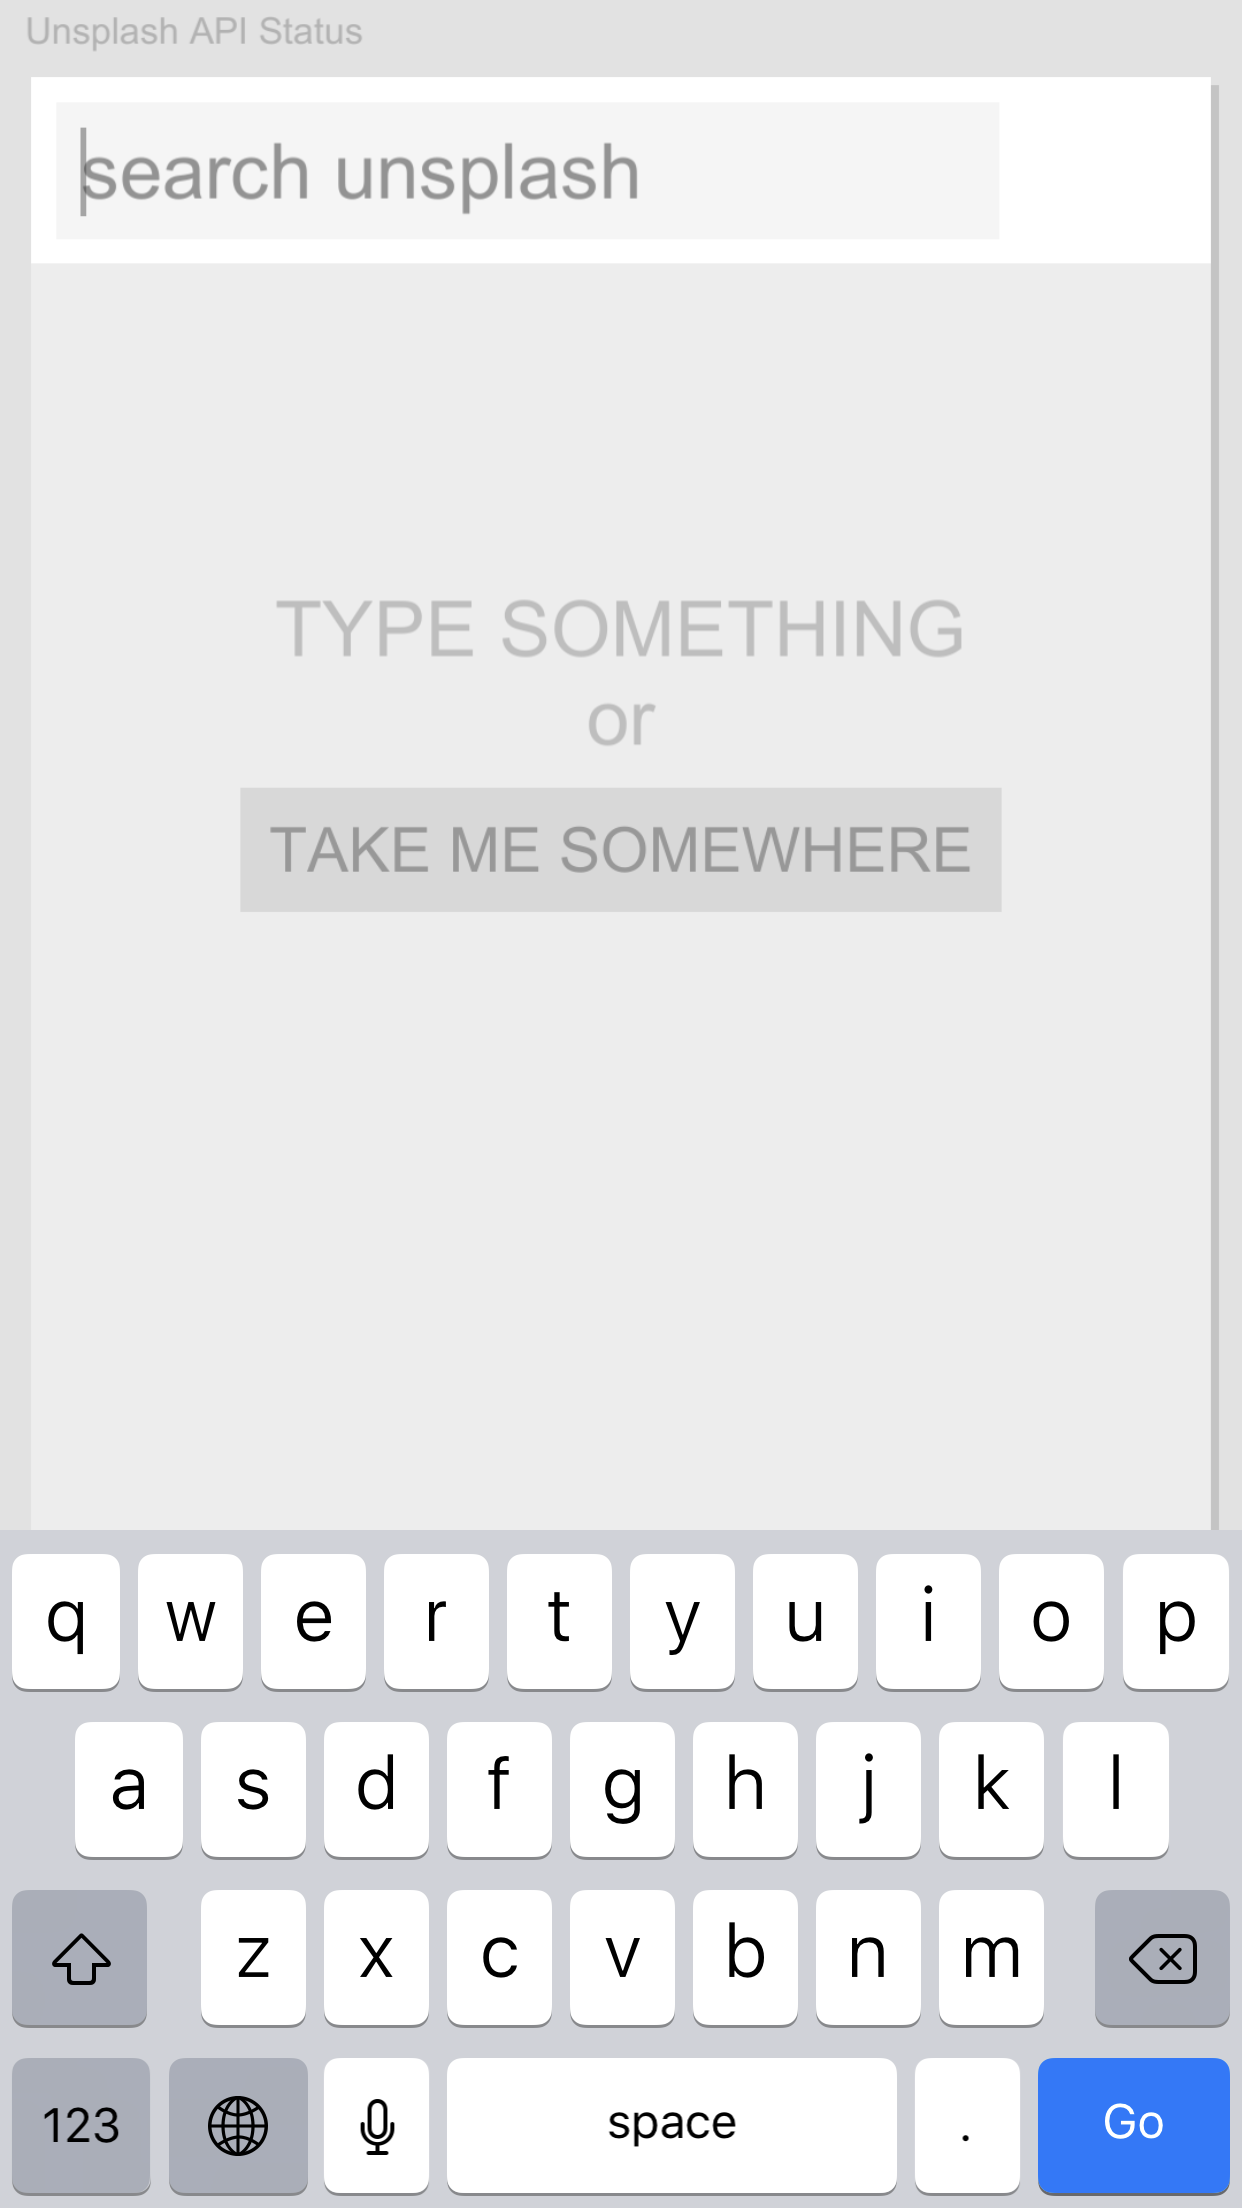 Unsplash API Status
search unsplash
TYPE SOMETHING
or
TAKE ME SOMEWHERE
q w e r t y u i o p
a s d f g h j k l
z x c v b n m
123 space . Go